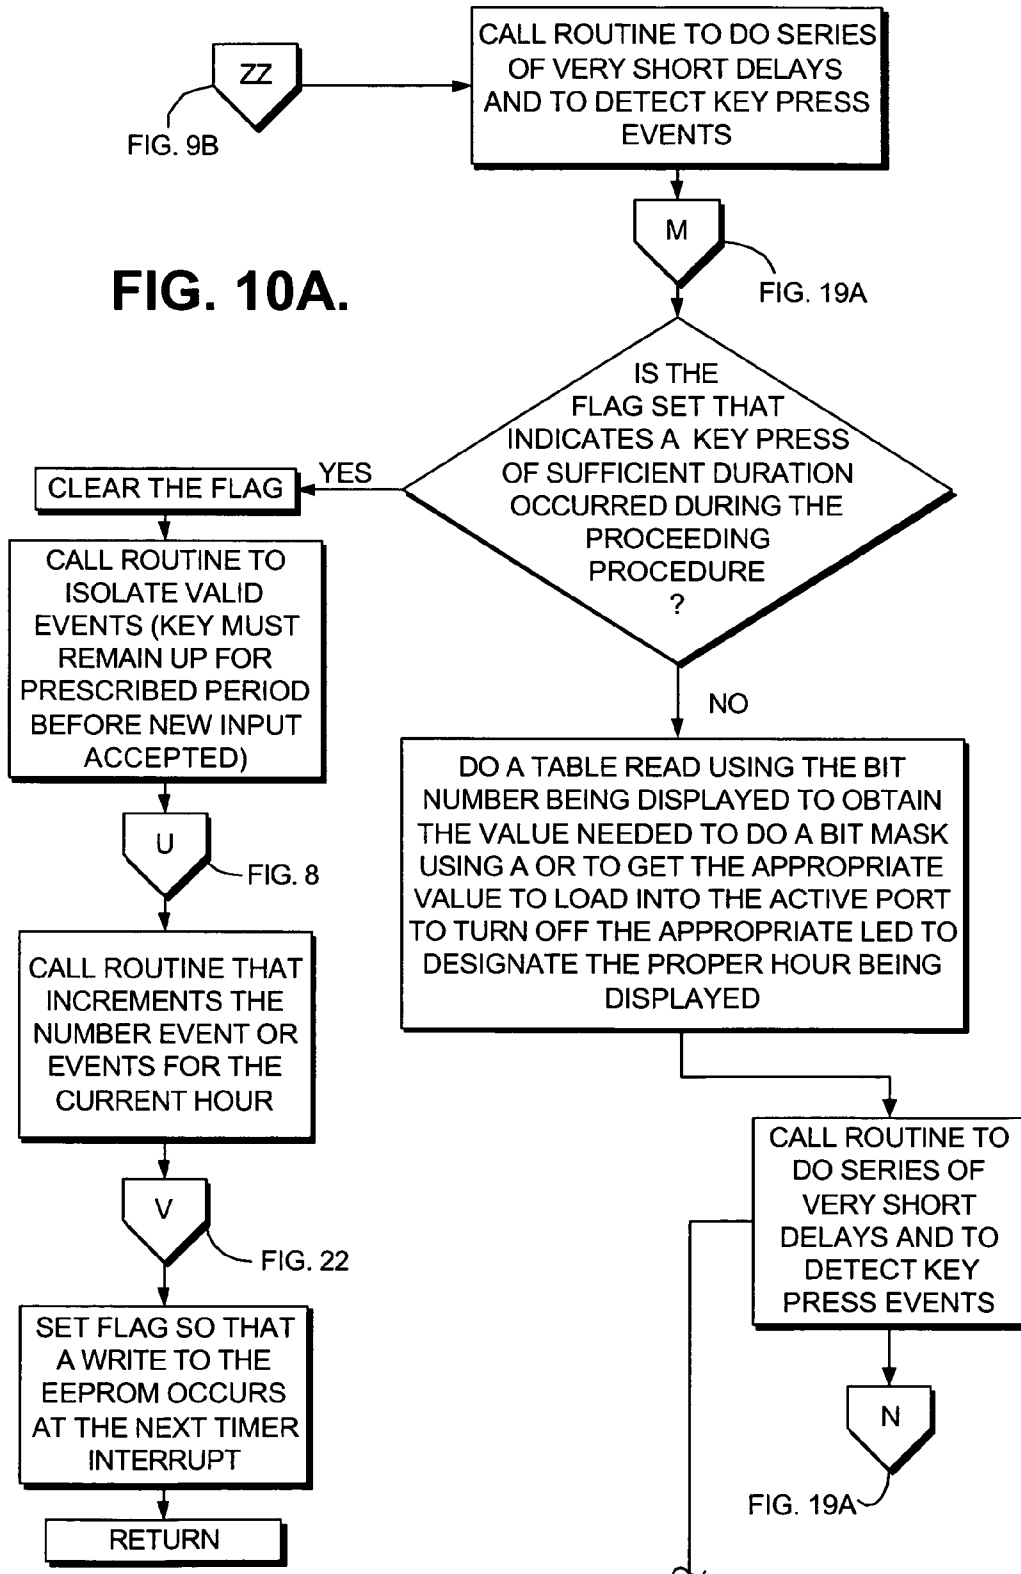 CALL ROUTINE TO DO SERIES
OF VERY SHORT DELAYS
AND TO DETECT KEY PRESS
EVENTS
ZZ
FIG. 9B
M
FIG. 19A
FIG. 10A.
IS THE
FLAG SET THAT
INDICATES A KEY PRESS
OF SUFFICIENT DURATION
OCCURRED DURING THE
PROCEEDING
PROCEDURE
?
YES
CLEAR THE FLAG
CALL ROUTINE TO
ISOLATE VALID
EVENTS (KEY MUST
REMAIN UP FOR
PRESCRIBED PERIOD
BEFORE NEW INPUT
ACCEPTED)
U
FIG. 8
CALL ROUTINE THAT
INCREMENTS THE
NUMBER EVENT OR
EVENTS FOR THE
CURRENT HOUR
V
FIG. 22
SET FLAG SO THAT
A WRITE TO THE
EEPROM OCCURS
AT THE NEXT TIMER
INTERRUPT
RETURN
NO
DO A TABLE READ USING THE BIT
NUMBER BEING DISPLAYED TO OBTAIN
THE VALUE NEEDED TO DO A BIT MASK
USING A OR TO GET THE APPROPRIATE
VALUE TO LOAD INTO THE ACTIVE PORT
TO TURN OFF THE APPROPRIATE LED TO
DESIGNATE THE PROPER HOUR BEING
DISPLAYED
CALL ROUTINE TO
DO SERIES OF
VERY SHORT
DELAYS AND TO
DETECT KEY
PRESS EVENTS
N
FIG. 19A